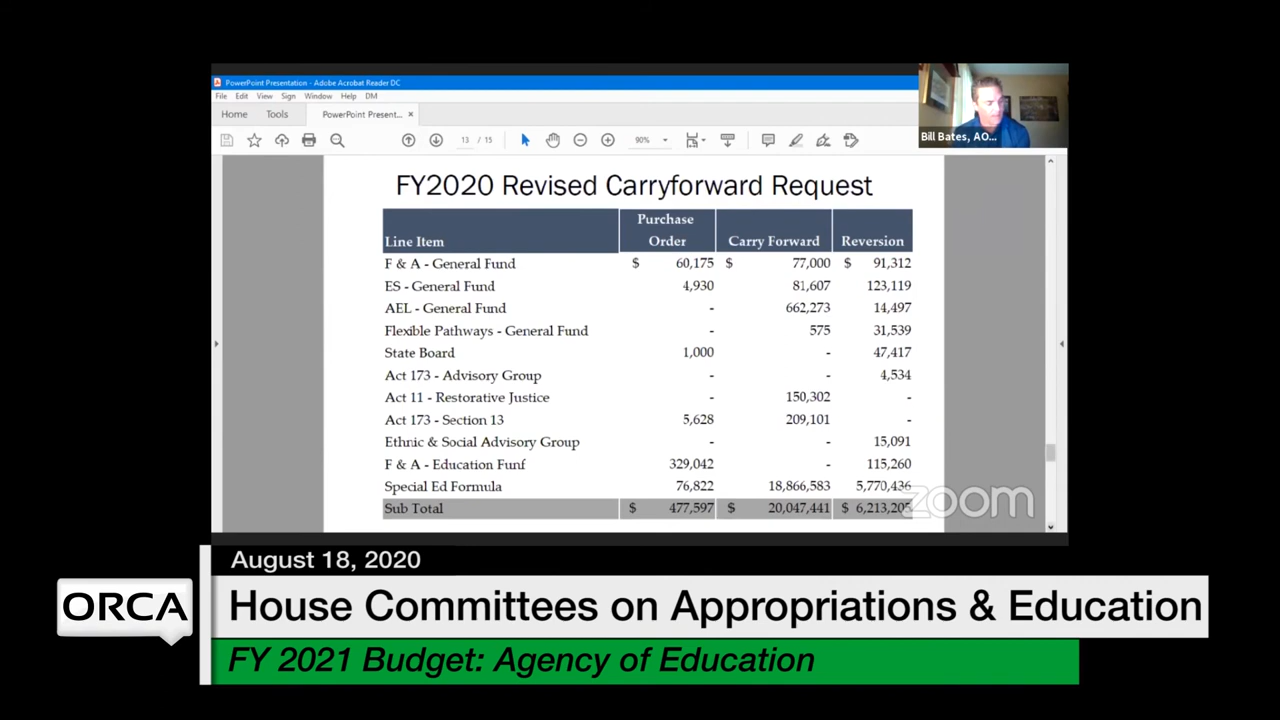 PowerPoint Presentation - Adobe Acrobat Reader DC
File Edit View Sign Window Help DM
Home Tools PowerPoint Present... ×
13 / 15 90%
Bill Bates, AO...
FY2020 Revised Carryforward Request
Line Item Purchase Order Carry Forward Reversion
F & A - General Fund $ 60,175 $ 77,000 $ 91,312
ES - General Fund 4,930 81,607 123,119
AEL - General Fund - 662,273 14,497
Flexible Pathways - General Fund - 575 31,539
State Board 1,000 - 47,417
Act 173 - Advisory Group - - 4,534
Act 11 - Restorative Justice - 150,302 -
Act 173 - Section 13 5,628 209,101 -
Ethnic & Social Advisory Group - - 15,091
F & A - Education Funf 329,042 - 115,260
Special Ed Formula 76,822 18,866,583 5,770,436
Sub Total $ 477,597 $ 20,047,441 $ 6,213,205
zoom
August 18, 2020
ORCA
House Committees on Appropriations & Education
FY 2021 Budget: Agency of Education